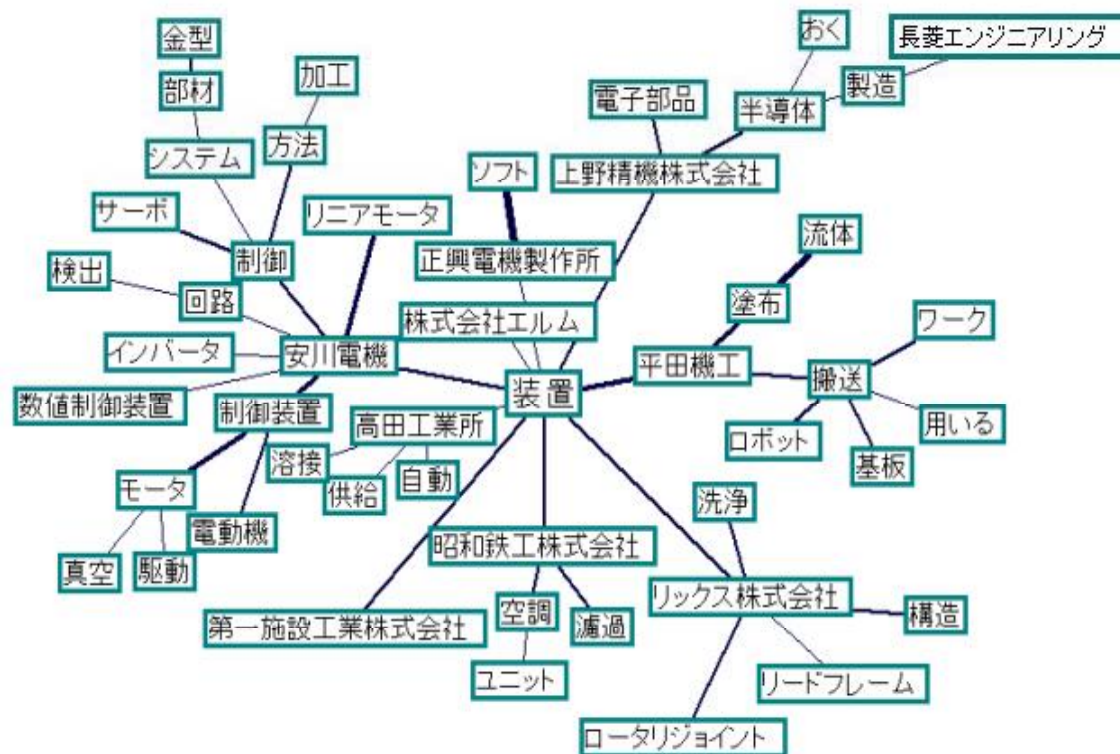 金型
おく
長菱エンジニアリング
部材
加工
電子部品
半導体
製造
システム
方法
ソフト
上野精機株式会社
サーボ
リニアモータ
流体
検出
制御
正興電機製作所
回路
塗布
ワーク
株式会社エルム
インバータ
安川電機
平田機工
搬送
装置
数値制御装置
制御装置
高田工業所
用いる
ロボット
溶接
自動
基板
供給
モータ
洗浄
電動機
昭和鉄工株式会社
真空
駆動
リックス株式会社
第一施設工業株式会社
空調
濾過
構造
ユニット
リードフレーム
ロータリジョイント